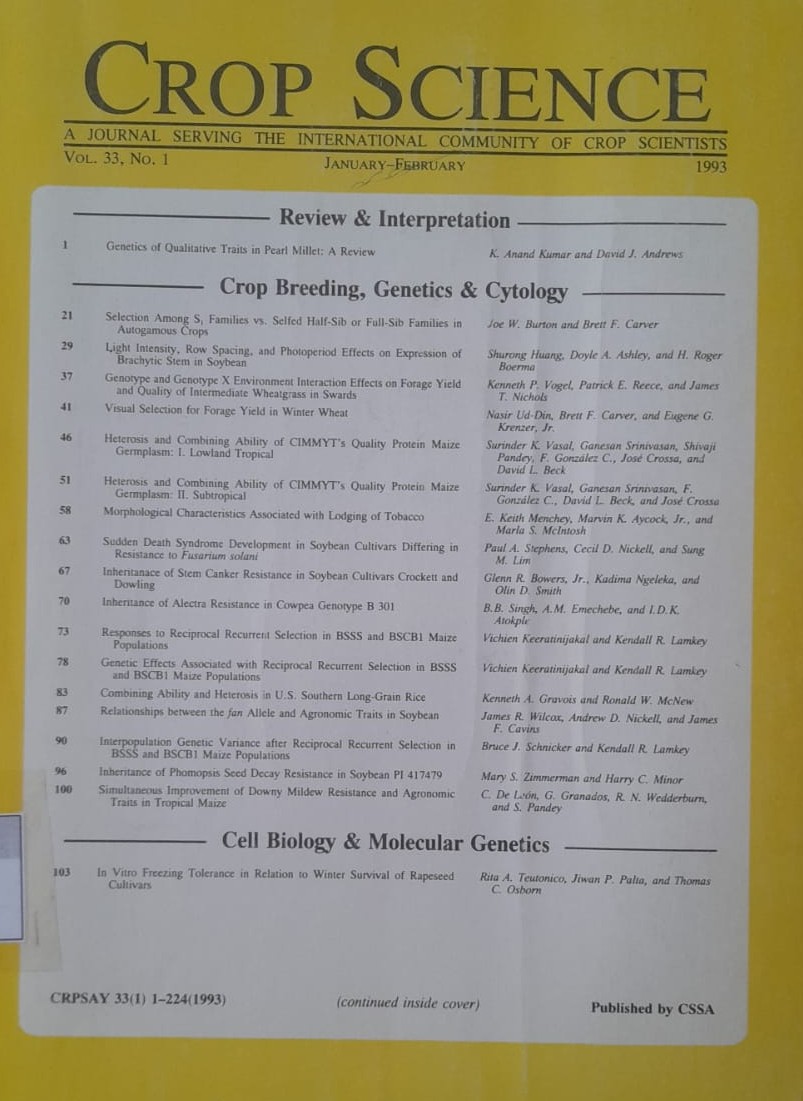 CROP SCIENCE
A JOURNAL SERVING THE INTERNATIONAL COMMUNITY OF CROP SCIENTISTS
VOL. 33, NO. 1 JANUARY–FEBRUARY 1993
Review & Interpretation
1 Genetics of Qualitative Traits in Pearl Millet: A Review K. Anand Kumar and David J. Andrews
Crop Breeding, Genetics & Cytology
21 Selection Among S₁ Families vs. Selfed Half-Sib or Full-Sib Families in Joe W. Burton and Brett F. Carver
Autogamous Crops
29 Light Intensity, Row Spacing, and Photoperiod Effects on Expression of Shurong Huang, Doyle A. Ashley, and H. Roger
Brachytic Stem in Soybean Boerma
37 Genotype and Genotype X Environment Interaction Effects on Forage Yield Kenneth P. Vogel, Patrick E. Reece, and James
and Quality of Intermediate Wheatgrass in Swards T. Nichols
41 Visual Selection for Forage Yield in Winter Wheat Nasir Ud-Din, Brett F. Carver, and Eugene G.
Krenzer, Jr.
46 Heterosis and Combining Ability of CIMMYT's Quality Protein Maize Surinder K. Vasal, Ganesan Srinivasan, Shivaji
Germplasm: I. Lowland Tropical Pandey, F. González C., José Crossa, and
David L. Beck
51 Heterosis and Combining Ability of CIMMYT's Quality Protein Maize Surinder K. Vasal, Ganesan Srinivasan, F.
Germplasm: II. Subtropical González C., David L. Beck, and José Crossa
58 Morphological Characteristics Associated with Lodging of Tobacco E. Keith Menchey, Marvin K. Aycock, Jr., and
Marla S. McIntosh
63 Sudden Death Syndrome Development in Soybean Cultivars Differing in Paul A. Stephens, Cecil D. Nickell, and Sung
Resistance to Fusarium solani M. Lim
67 Inheritanace of Stem Canker Resistance in Soybean Cultivars Crockett and Glenn R. Bowers, Jr., Kadima Ngeleka, and
Dowling Olin D. Smith
70 Inheritance of Alectra Resistance in Cowpea Genotype B 301 B.B. Singh, A.M. Emechebe, and I.D.K.
Atokple
73 Responses to Reciprocal Recurrent Selection in BSSS and BSCB1 Maize Vichien Keeratinijakal and Kendall R. Lamkey
Populations
78 Genetic Effects Associated with Reciprocal Recurrent Selection in BSSS Vichien Keeratinijakal and Kendall R. Lamkey
and BSCB1 Maize Populations
83 Combining Ability and Heterosis in U.S. Southern Long-Grain Rice Kenneth A. Gravois and Ronald W. McNew
87 Relationships between the fan Allele and Agronomic Traits in Soybean James R. Wilcox, Andrew D. Nickell, and James
F. Cavins
90 Interpopulation Genetic Variance after Reciprocal Recurrent Selection in Bruce J. Schnicker and Kendall R. Lamkey
BSSS and BSCB1 Maize Populations
96 Inheritance of Phomopsis Seed Decay Resistance in Soybean PI 417479 Mary S. Zimmerman and Harry C. Minor
100 Simultaneous Improvement of Downy Mildew Resistance and Agronomic C. De León, G. Granados, R. N. Wedderburn,
Traits in Tropical Maize and S. Pandey
Cell Biology & Molecular Genetics
103 In Vitro Freezing Tolerance in Relation to Winter Survival of Rapeseed Rita A. Teutonico, Jiwan P. Palta, and Thomas
Cultivars C. Osborn
CRPSAY 33(1) 1–224(1993) (continued inside cover) Published by CSSA